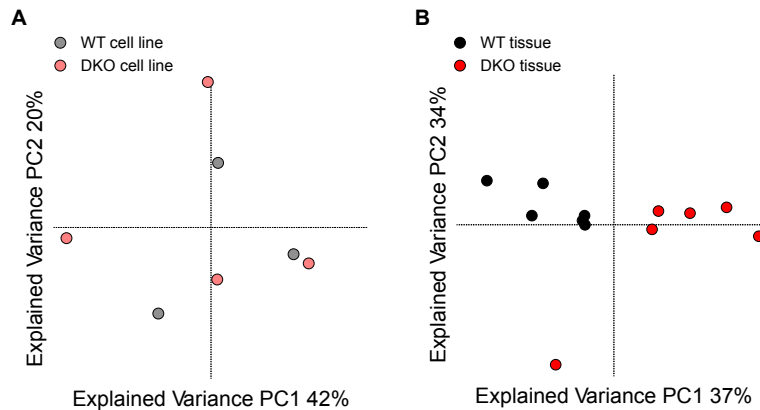 A
WT cell line
DKO cell line
Explained Variance PC2 20%
Explained Variance PC1 42%
B
WT tissue
DKO tissue
Explained Variance PC2 34%
Explained Variance PC1 37%